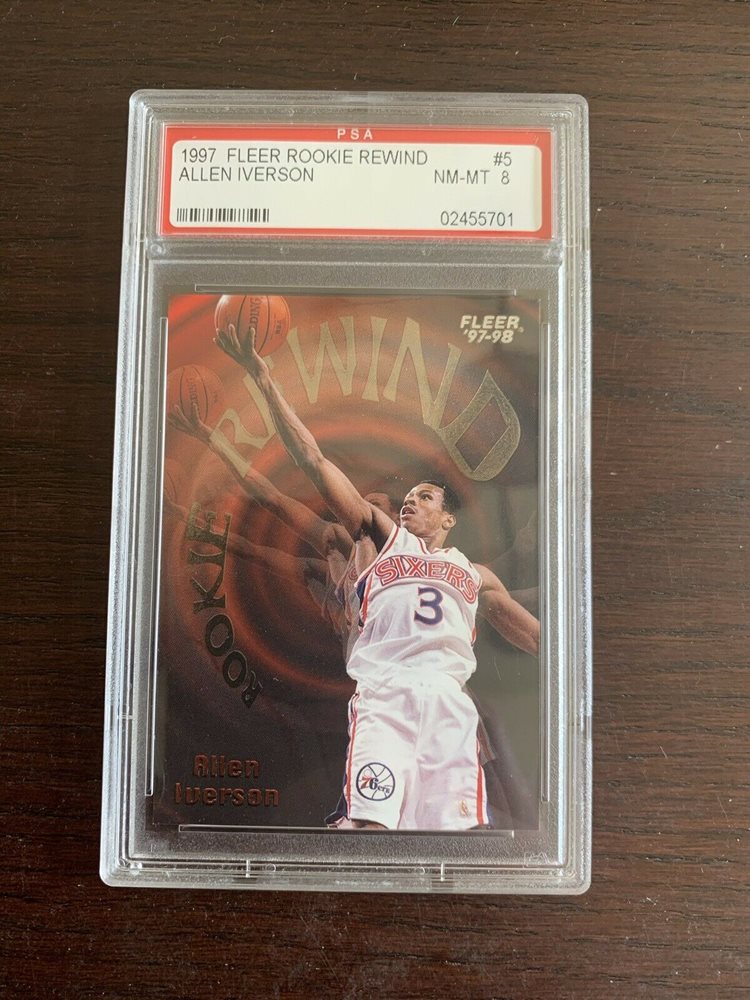 PSA
1997 FLEER ROOKIE REWIND #5
ALLEN IVERSON NM-MT 8
02455701
FLEER
'97-98
ROOKIE REWIND
SIXERS
3
76ers
Allen
Iverson